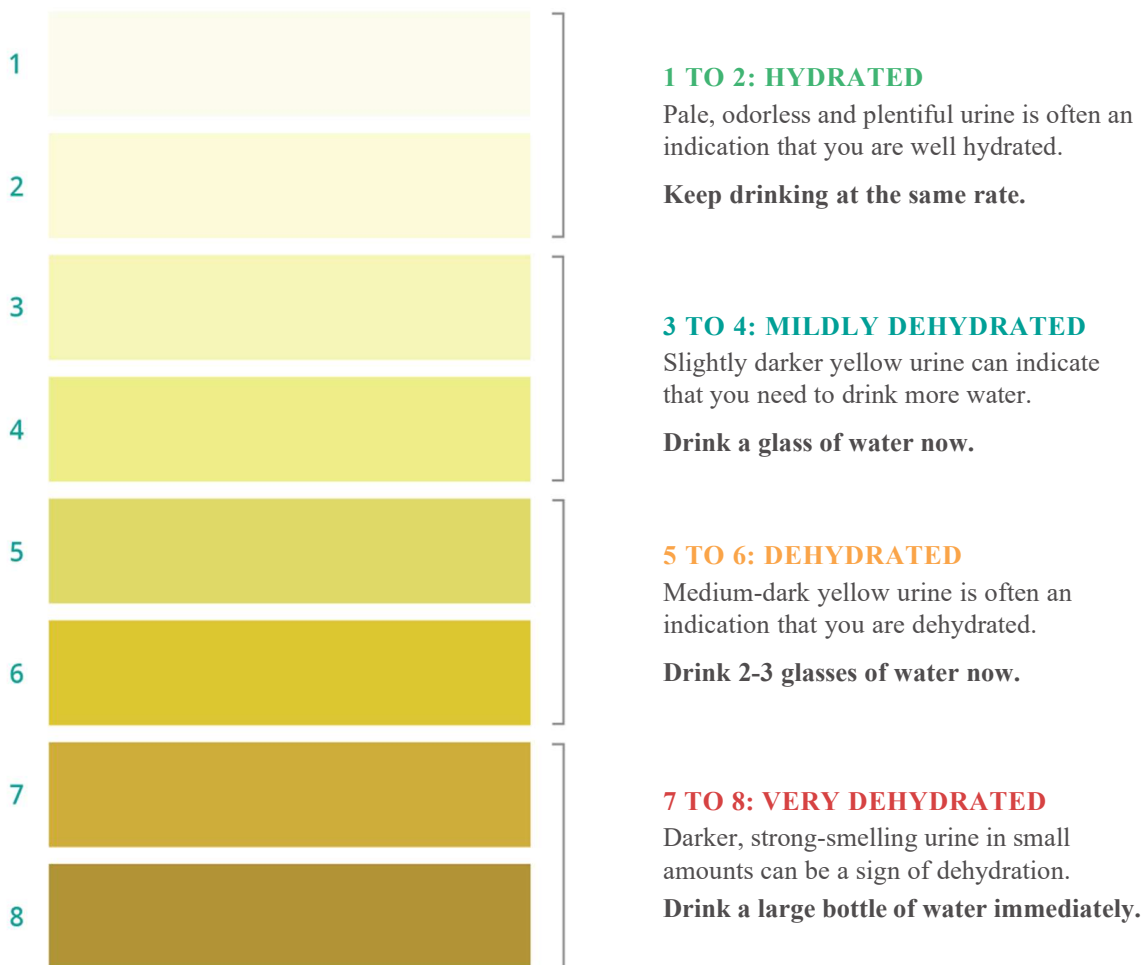 1
2
1 TO 2: HYDRATED
Pale, odorless and plentiful urine is often an
indication that you are well hydrated.
Keep drinking at the same rate.
3
4
3 TO 4: MILDLY DEHYDRATED
Slightly darker yellow urine can indicate
that you need to drink more water.
Drink a glass of water now.
5
6
5 TO 6: DEHYDRATED
Medium-dark yellow urine is often an
indication that you are dehydrated.
Drink 2-3 glasses of water now.
7
8
7 TO 8: VERY DEHYDRATED
Darker, strong-smelling urine in small
amounts can be a sign of dehydration.
Drink a large bottle of water immediately.